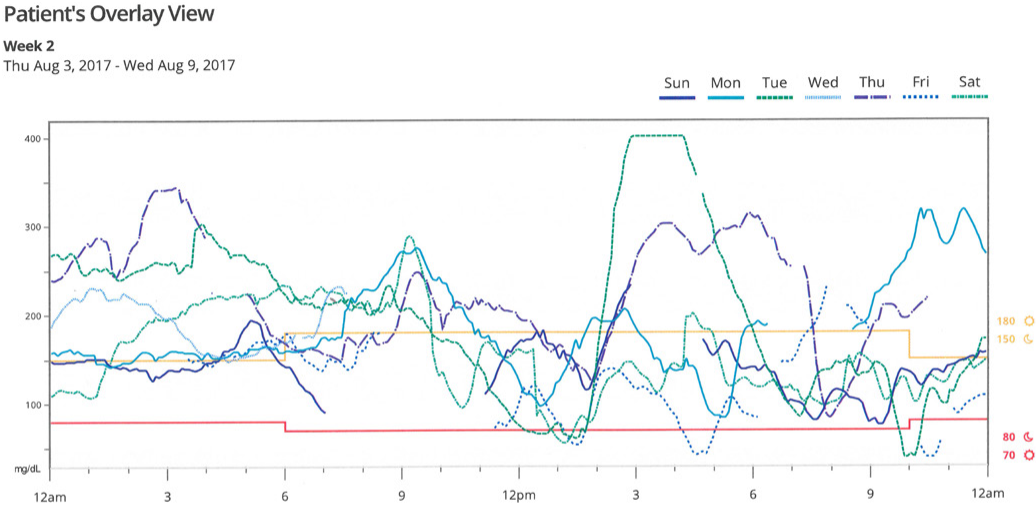 Patient's Overlay View
Week 2
Thu Aug 3, 2017 - Wed Aug 9, 2017
Sun Mon Tue Wed Thu Fri Sat
400
300
200
100
mg/dL
180
150
80
70
12am 3 6 9 12pm 3 6 9 12am